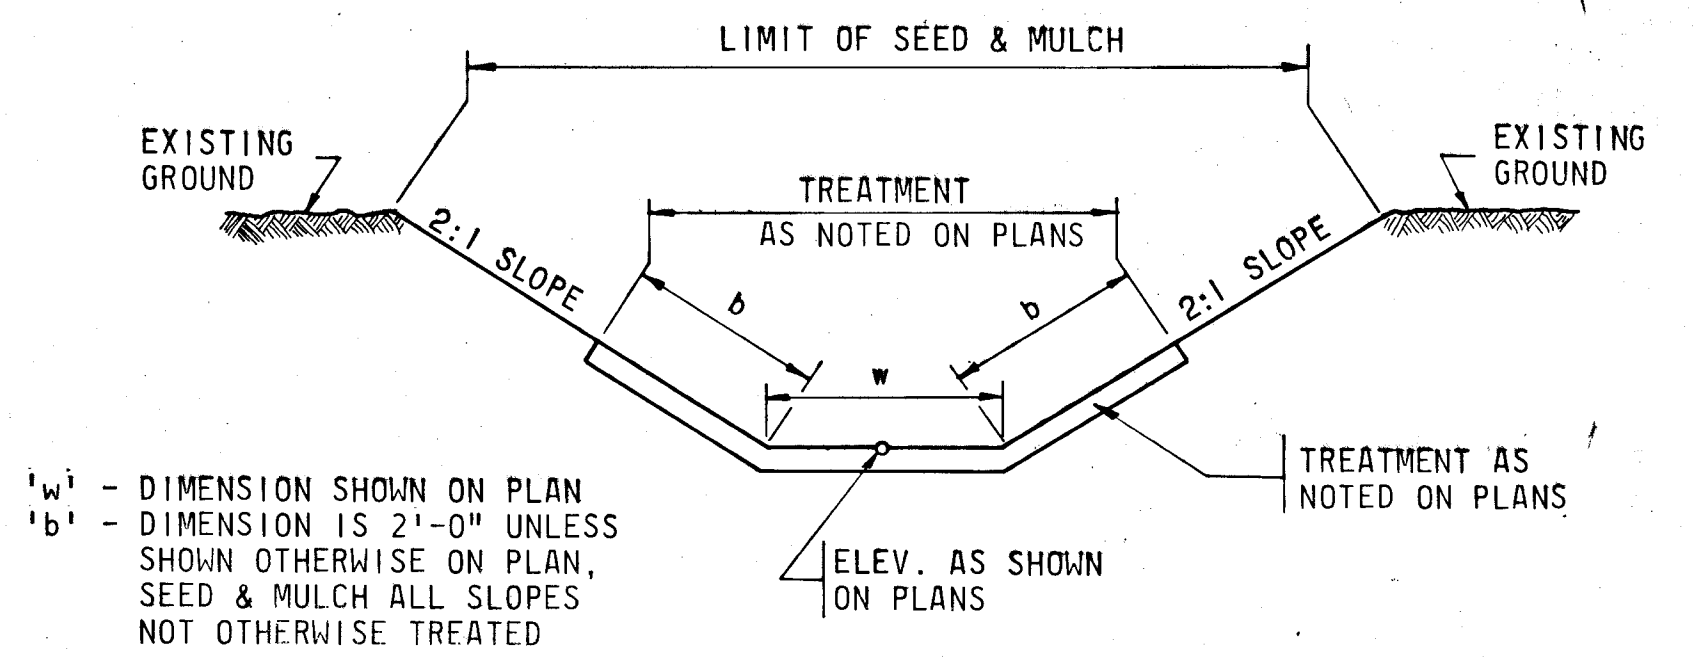 LIMIT OF SEED & MULCH
EXISTING
GROUND
EXISTING
GROUND
TREATMENT
AS NOTED ON PLANS
2:1 SLOPE
2:1 SLOPE
b
b
w
TREATMENT AS
NOTED ON PLANS
ELEV. AS SHOWN
ON PLANS
'w' - DIMENSION SHOWN ON PLAN
'b' - DIMENSION IS 2'-0" UNLESS
SHOWN OTHERWISE ON PLAN,
SEED & MULCH ALL SLOPES
NOT OTHERWISE TREATED